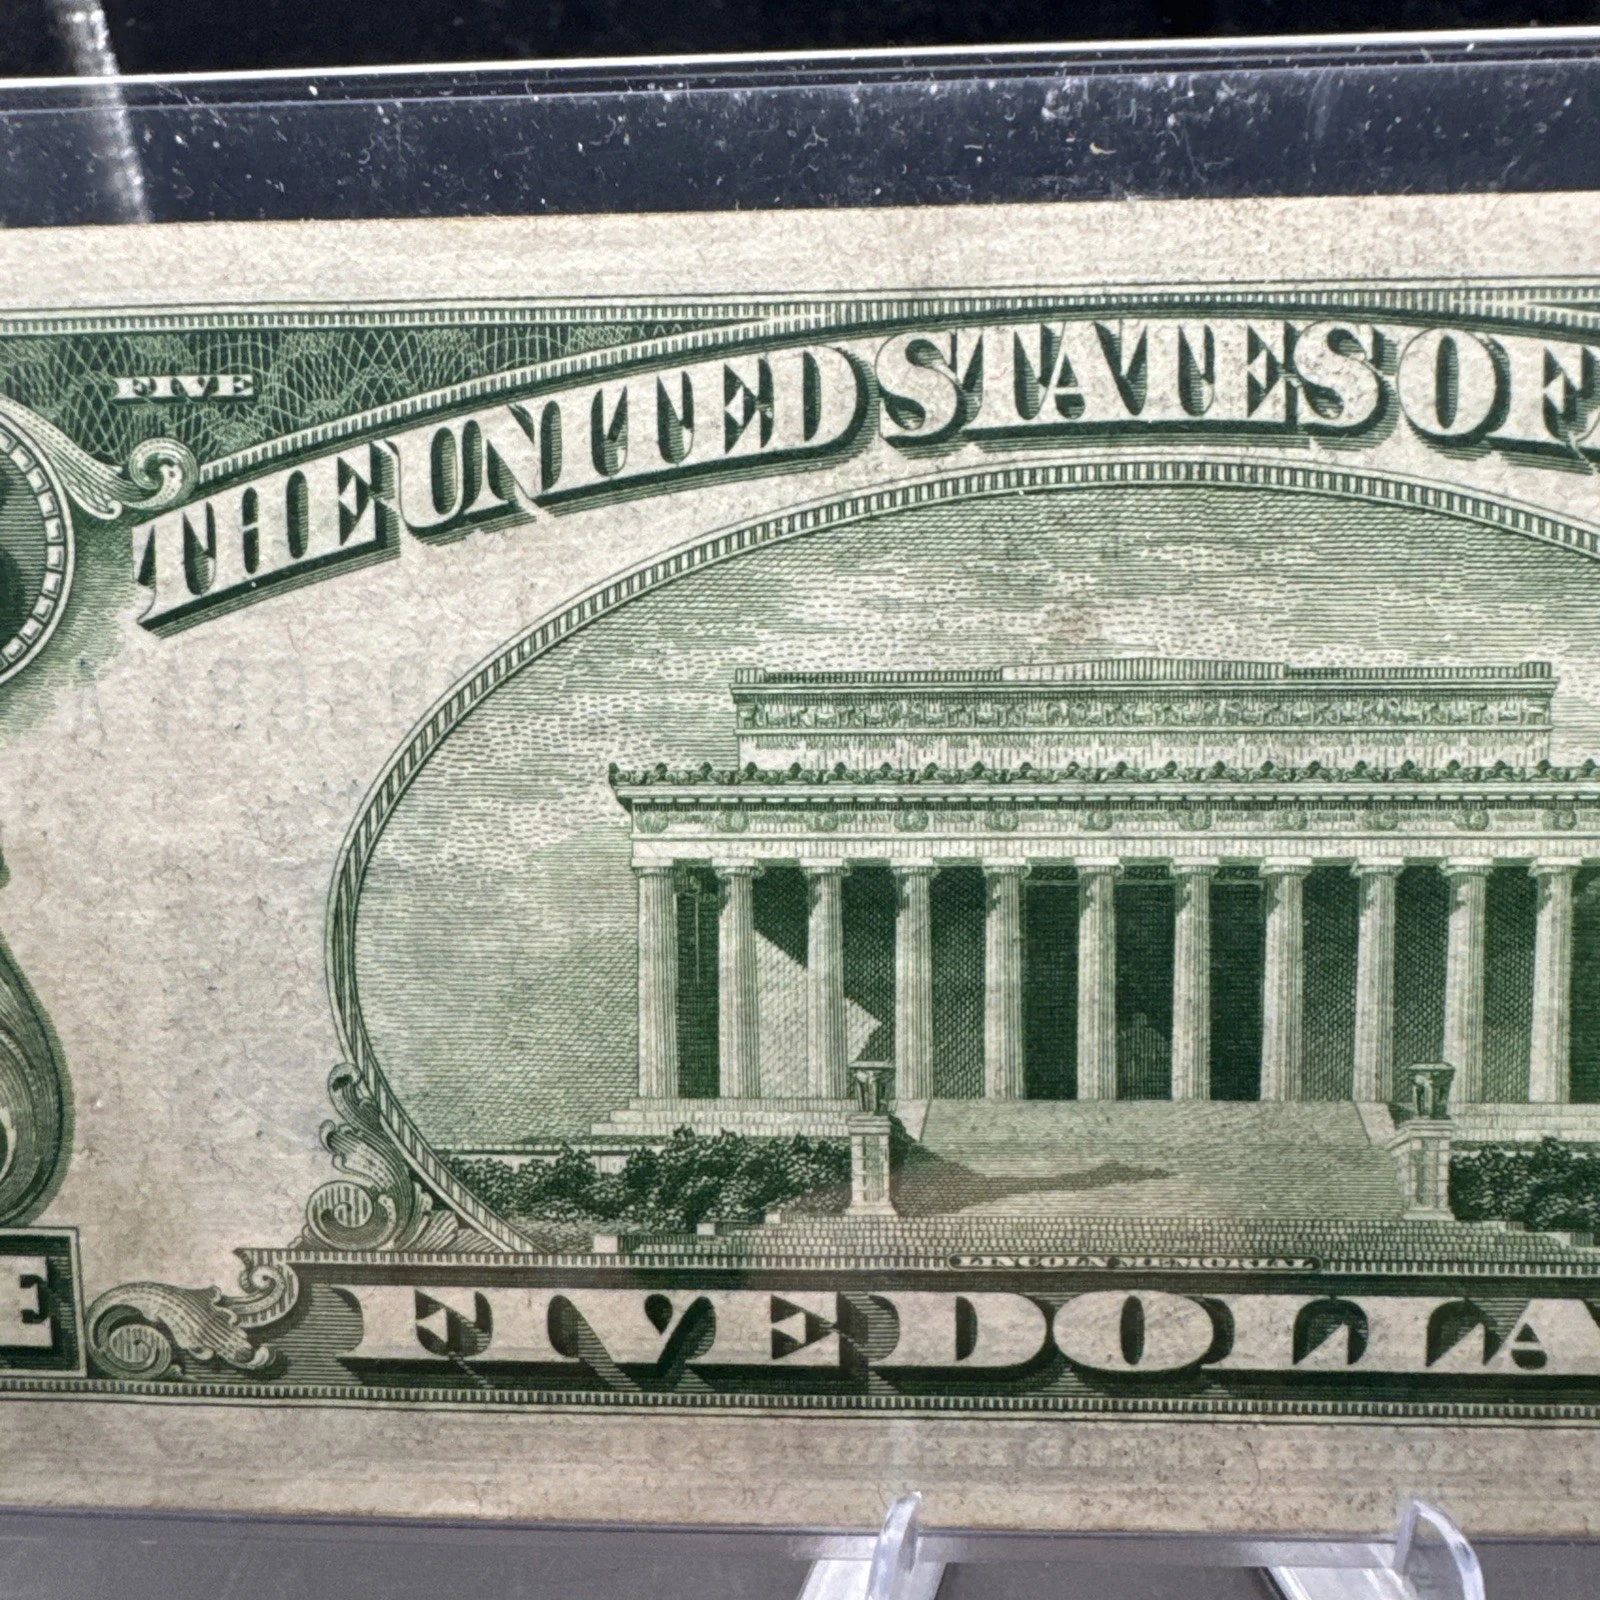 FIVE
THE UNITED STATES OF
LINCOLN MEMORIAL
E
FIVE DOLLA